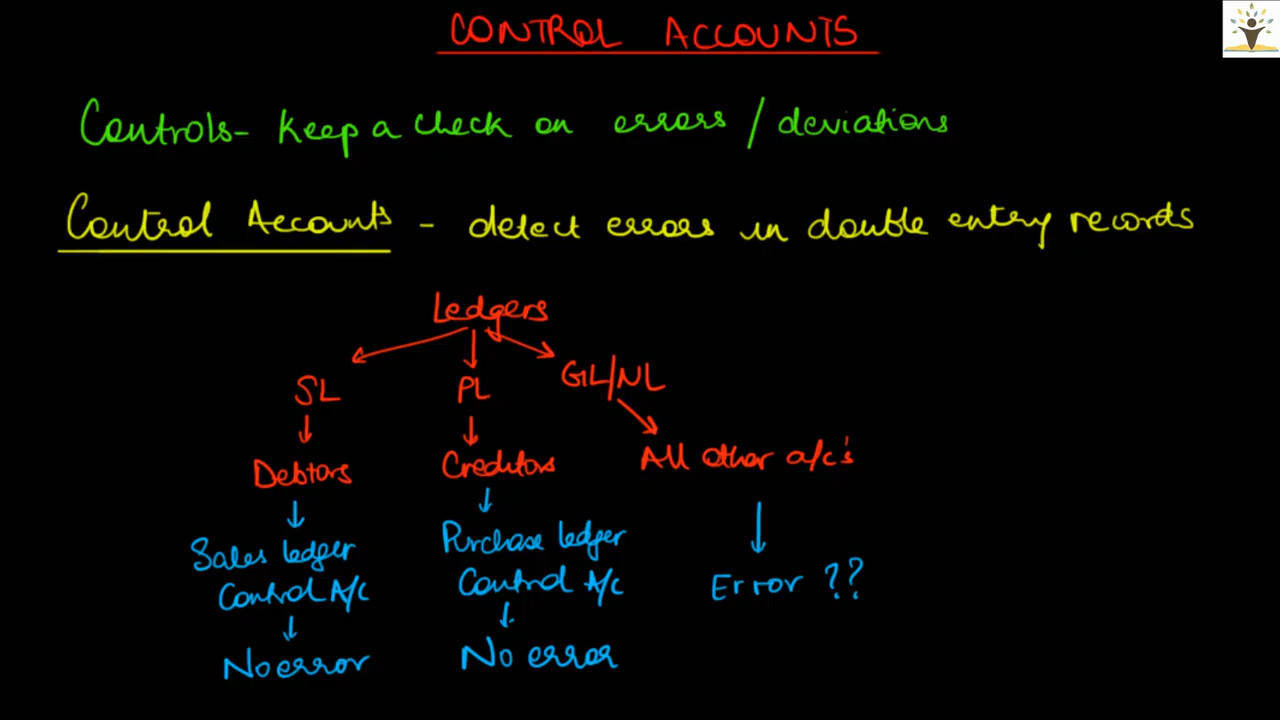 CONTROL ACCOUNTS
Controls- keep a check on errors / deviations
Control Accounts - detect errors in double entry records
Ledgers
SL PL GL/NL
Debtors Creditors All other a/c's
Sales ledger Purchase ledger
Control A/c Control A/c Error ??
No error No error